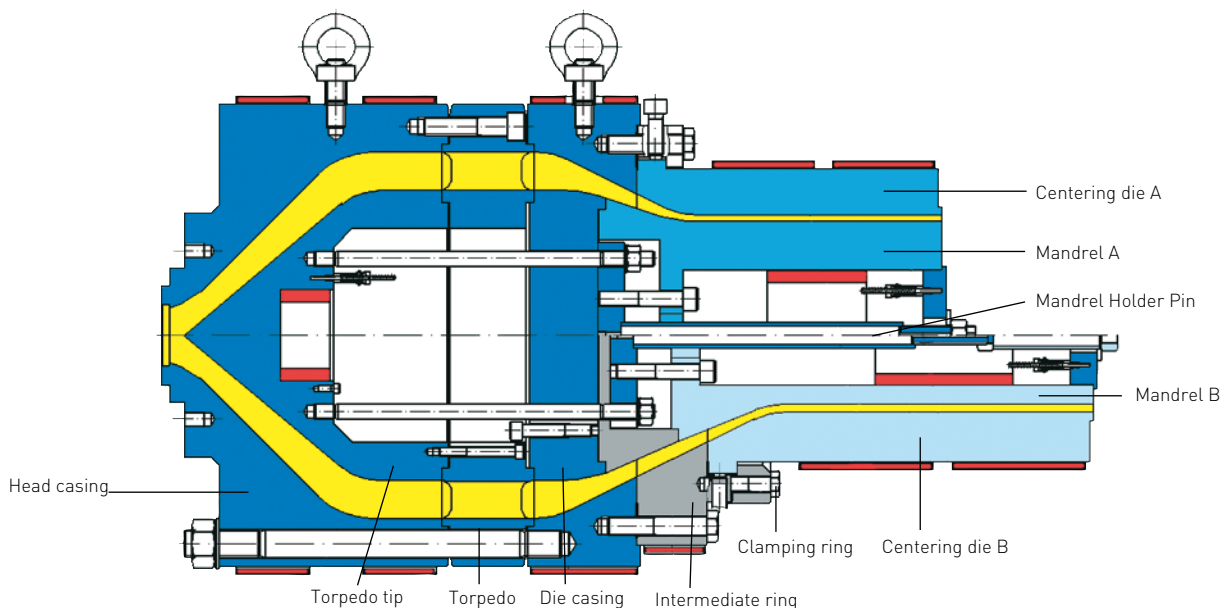 Centering die A
Mandrel A
Mandrel Holder Pin
Mandrel B
Head casing
Clamping ring
Centering die B
Torpedo tip
Torpedo
Die casing
Intermediate ring